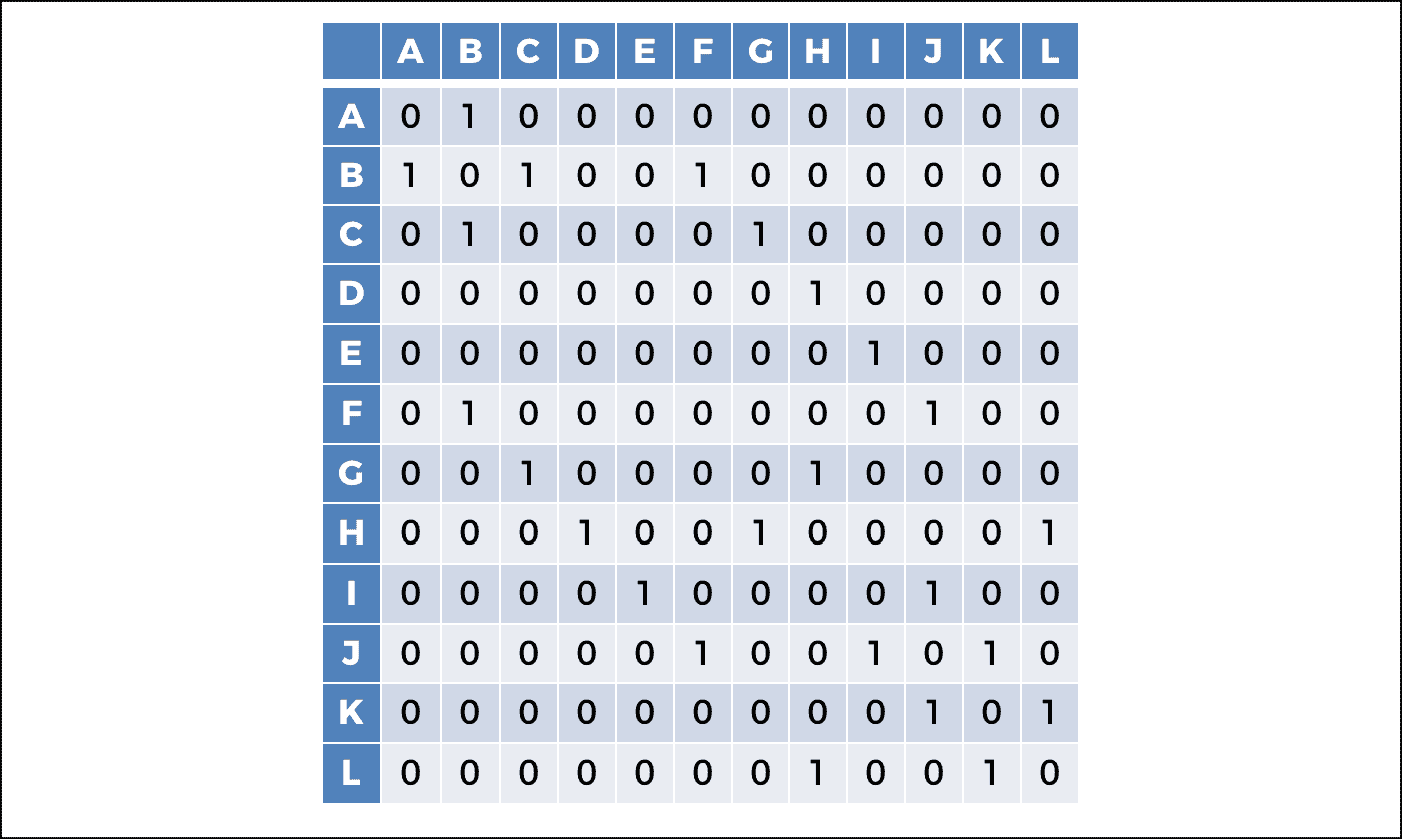 A B C D E F G H I J K L
A 0 1 0 0 0 0 0 0 0 0 0 0
B 1 0 1 0 0 1 0 0 0 0 0 0
C 0 1 0 0 0 0 1 0 0 0 0 0
D 0 0 0 0 0 0 0 1 0 0 0 0
E 0 0 0 0 0 0 0 0 1 0 0 0
F 0 1 0 0 0 0 0 0 0 1 0 0
G 0 0 1 0 0 0 0 1 0 0 0 0
H 0 0 0 1 0 0 1 0 0 0 0 1
I 0 0 0 0 1 0 0 0 0 1 0 0
J 0 0 0 0 0 1 0 0 1 0 1 0
K 0 0 0 0 0 0 0 0 0 1 0 1
L 0 0 0 0 0 0 0 1 0 0 1 0